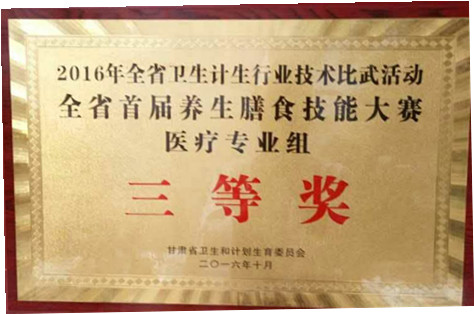 2016年全省卫生计生行业技术比武活动
全省首届养生膳食技能大赛
医疗专业组
三等奖
甘肃省卫生和计划生育委员会
二〇一六年十月